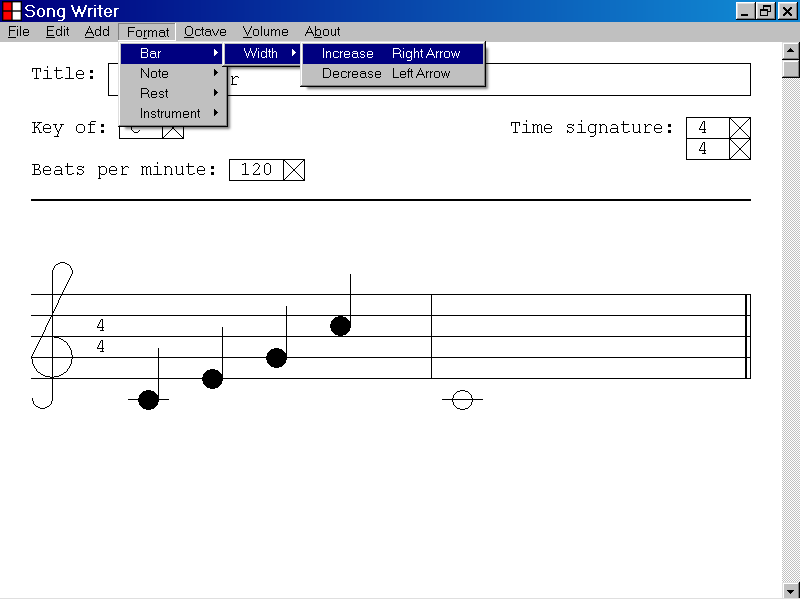 Song Writer
File Edit Add Format Octave Volume About
Bar Width Increase Right Arrow
Note Decrease Left Arrow
Rest
Instrument
Title: r
Key of: C
Time signature: 4
4
Beats per minute: 120
4
4